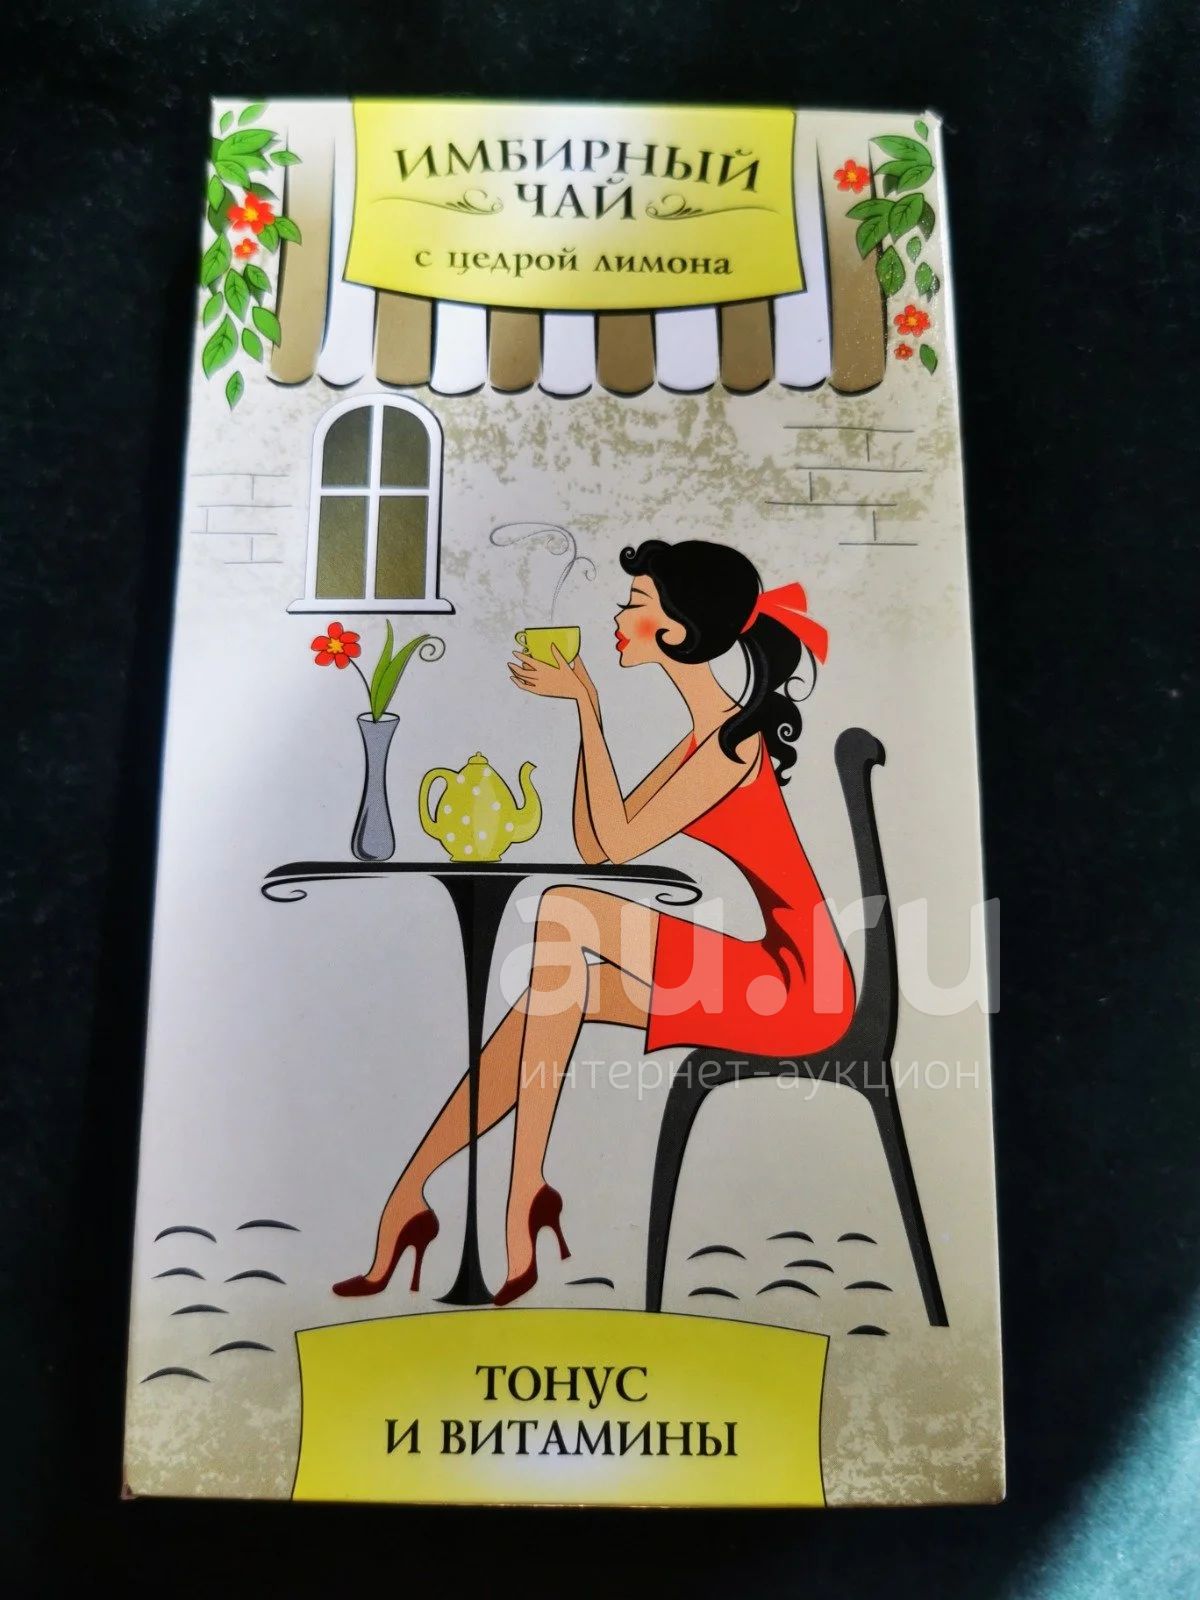 ИМБИРНЫЙ
ЧАЙ
с цедрой лимона
au.ru
интернет-аукцион
ТОНУС
И ВИТАМИНЫ